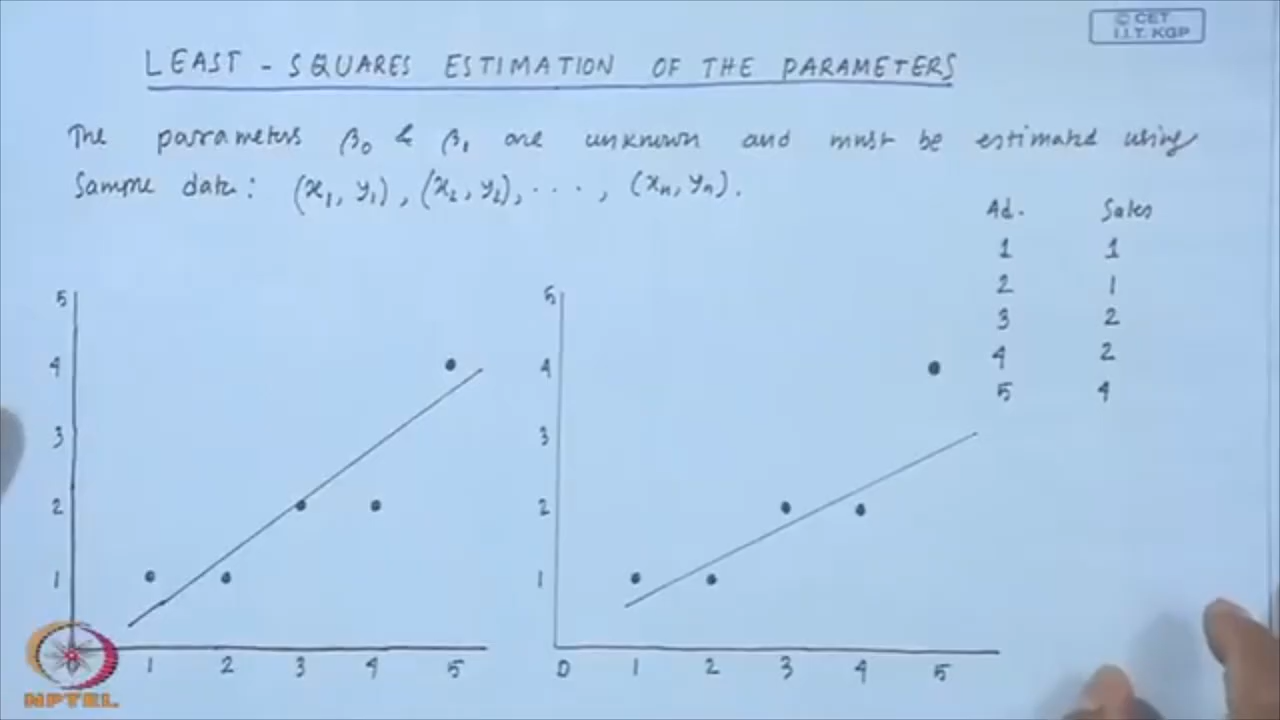 © CET
I.I.T. KGP
LEAST - SQUARES ESTIMATION OF THE PARAMETERS
The parameters β₀ & β₁ are unknown and must be estimated using
Sample data: (x₁, y₁), (x₂, y₂), ..., (xₙ, yₙ).
Ad. Sales
1 1
2 1
3 2
4 2
5 4
5
4
3
2
1
1 2 3 4 5
5
4
3
2
1
0 1 2 3 4 5
NPTEL